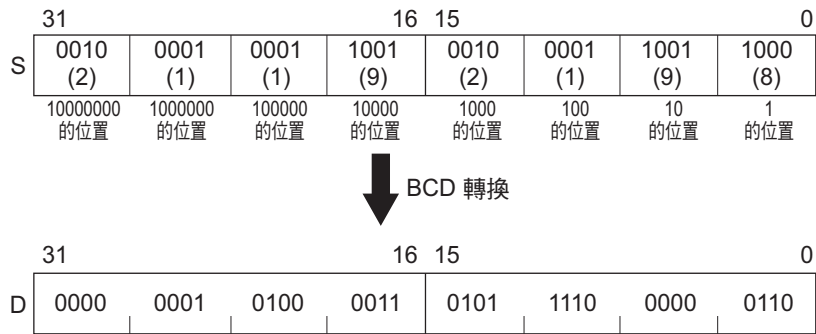 31 16 15 0
S 0010 0001 0001 1001 0010 0001 1001 1000
(2) (1) (1) (9) (2) (1) (9) (8)
10000000 1000000 100000 10000 1000 100 10 1
的位置 的位置 的位置 的位置 的位置 的位置 的位置 的位置
BCD 轉換
31 16 15 0
D 0000 0001 0100 0011 0101 1110 0000 0110